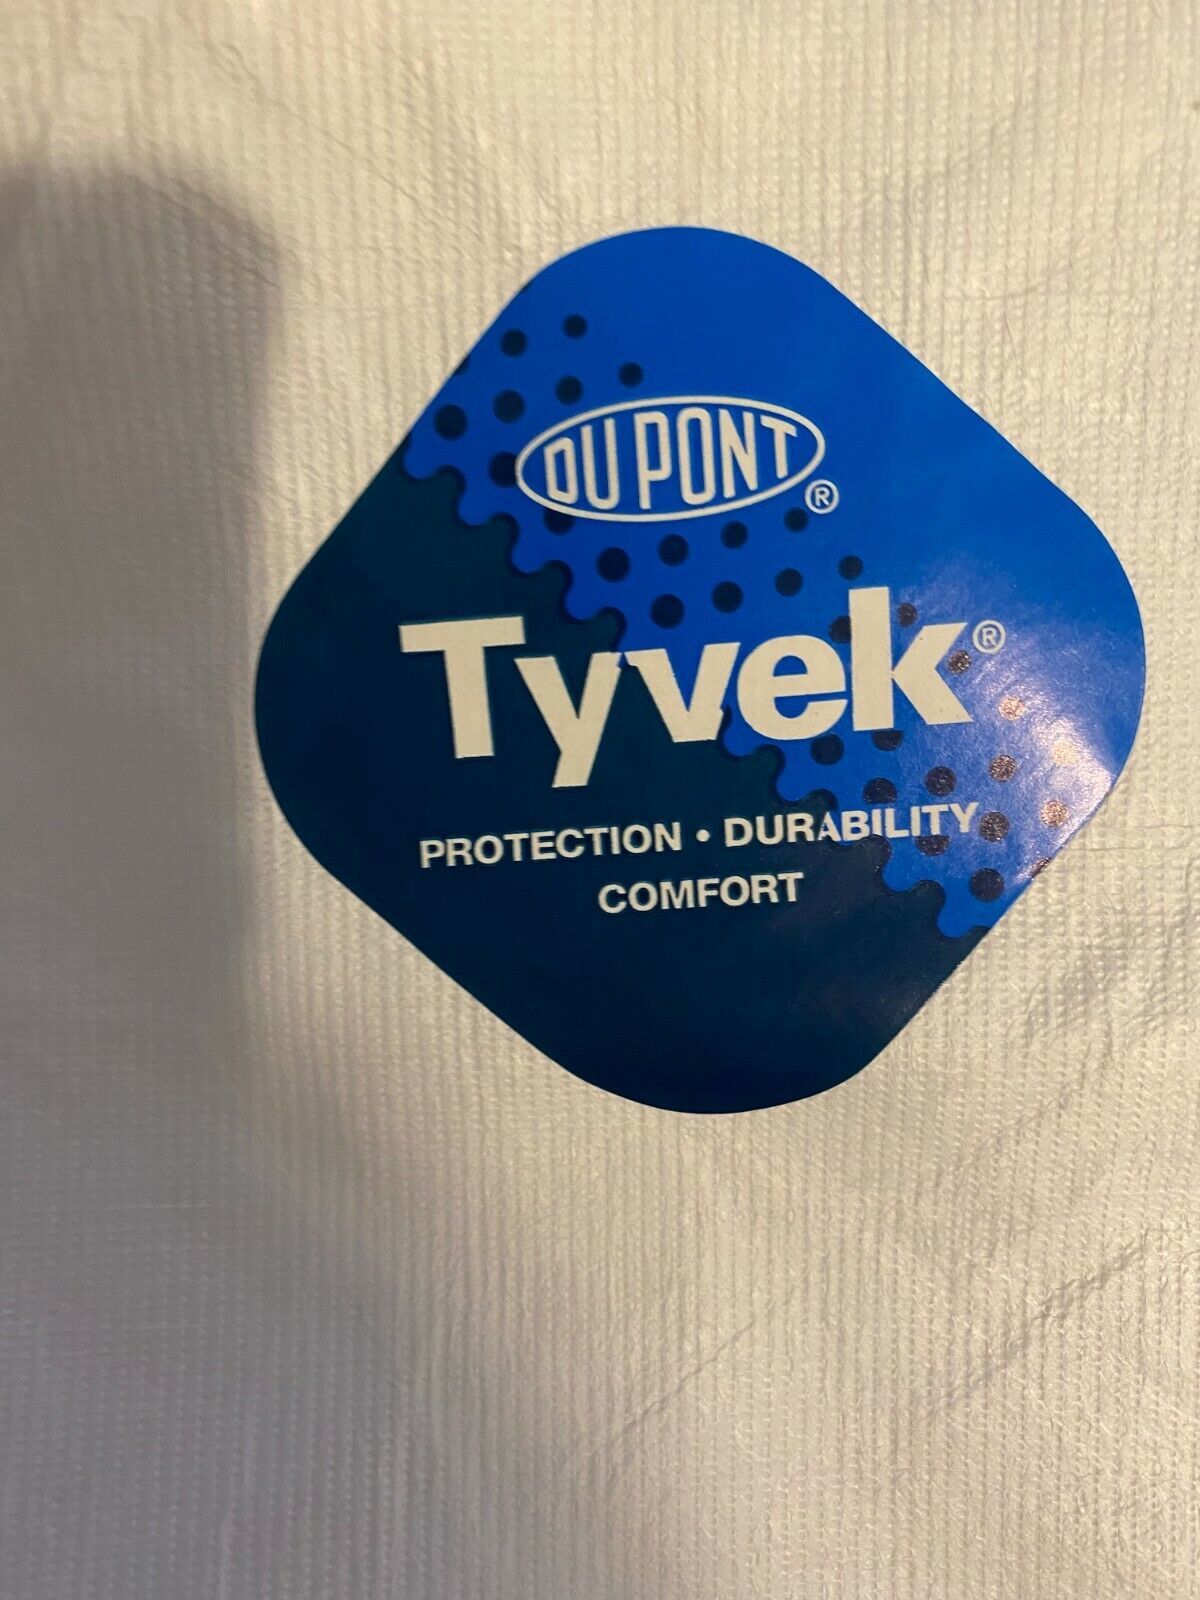 DU PONT®
Tyvek®
PROTECTION • DURABILITY
COMFORT